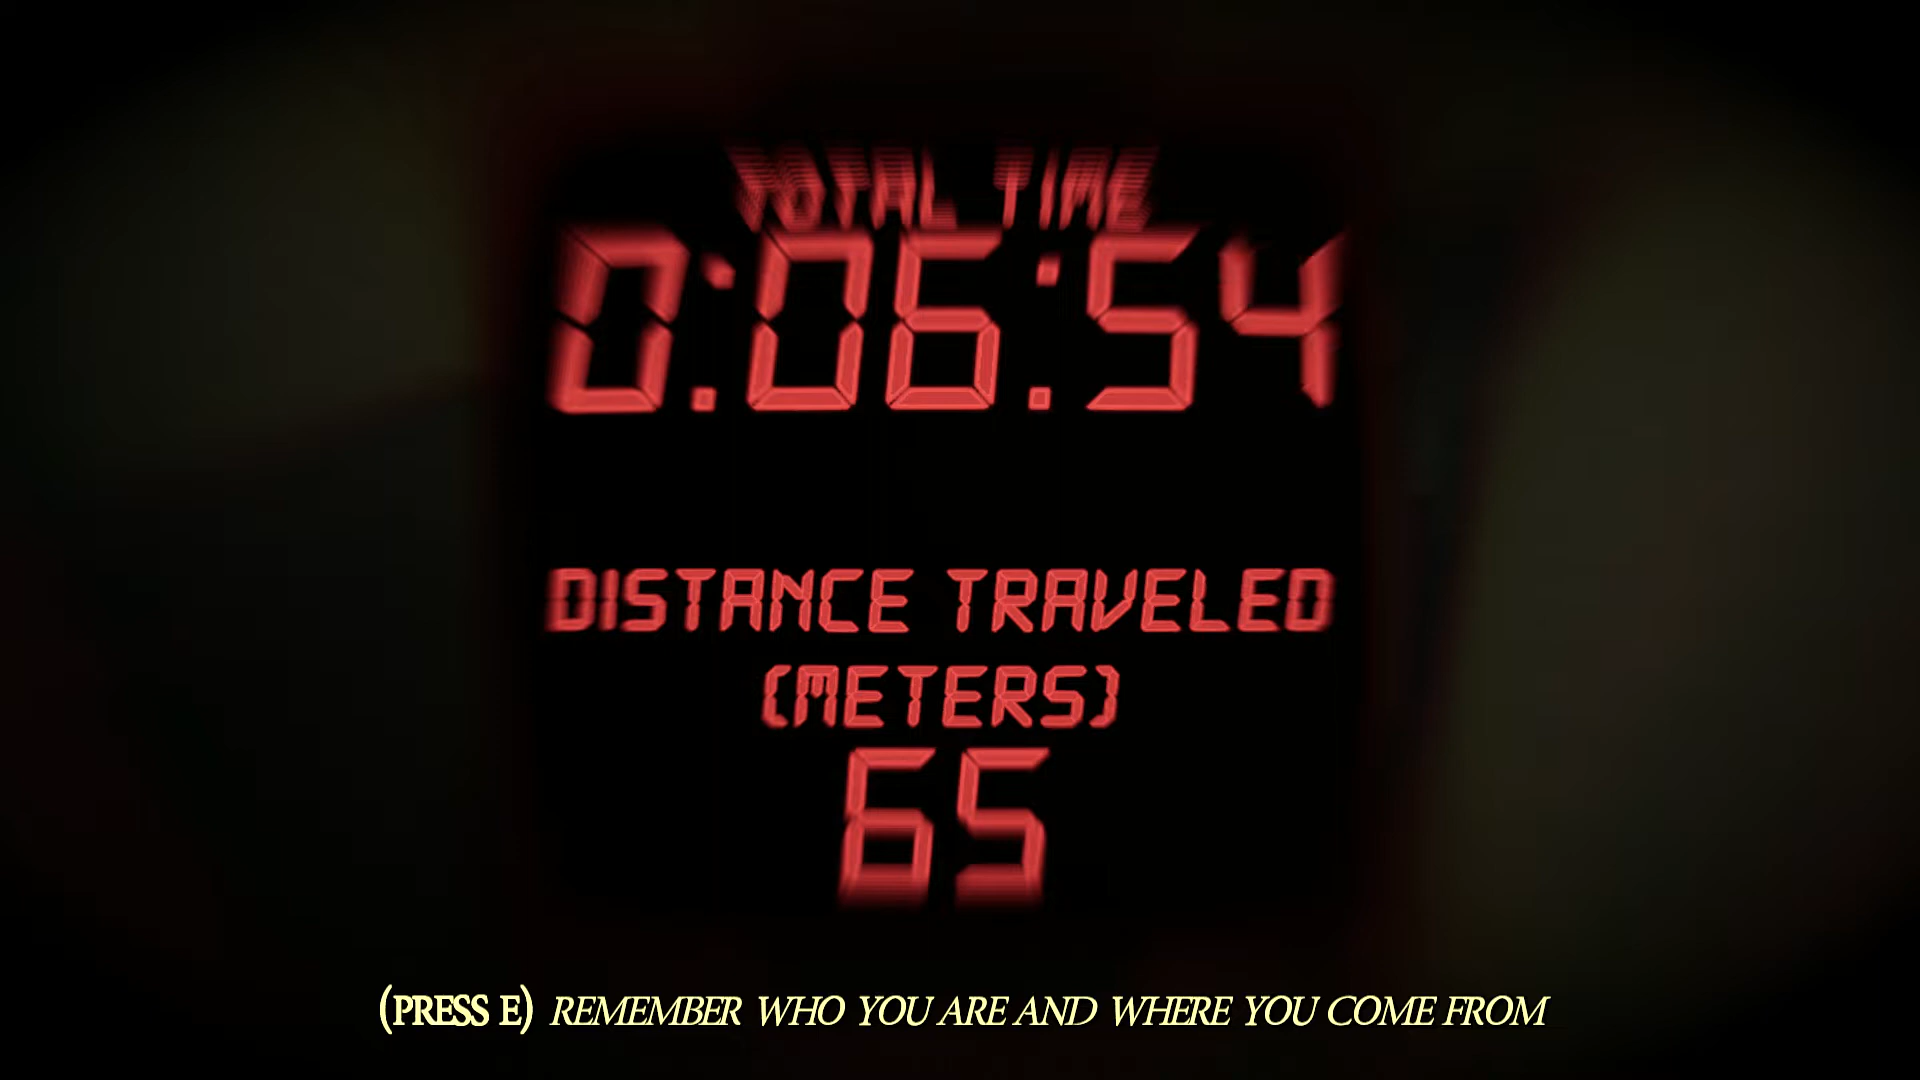 TOTAL TIME
0:06:54
DISTANCE TRAVELED
(METERS)
65
(PRESS E) REMEMBER WHO YOU ARE AND WHERE YOU COME FROM